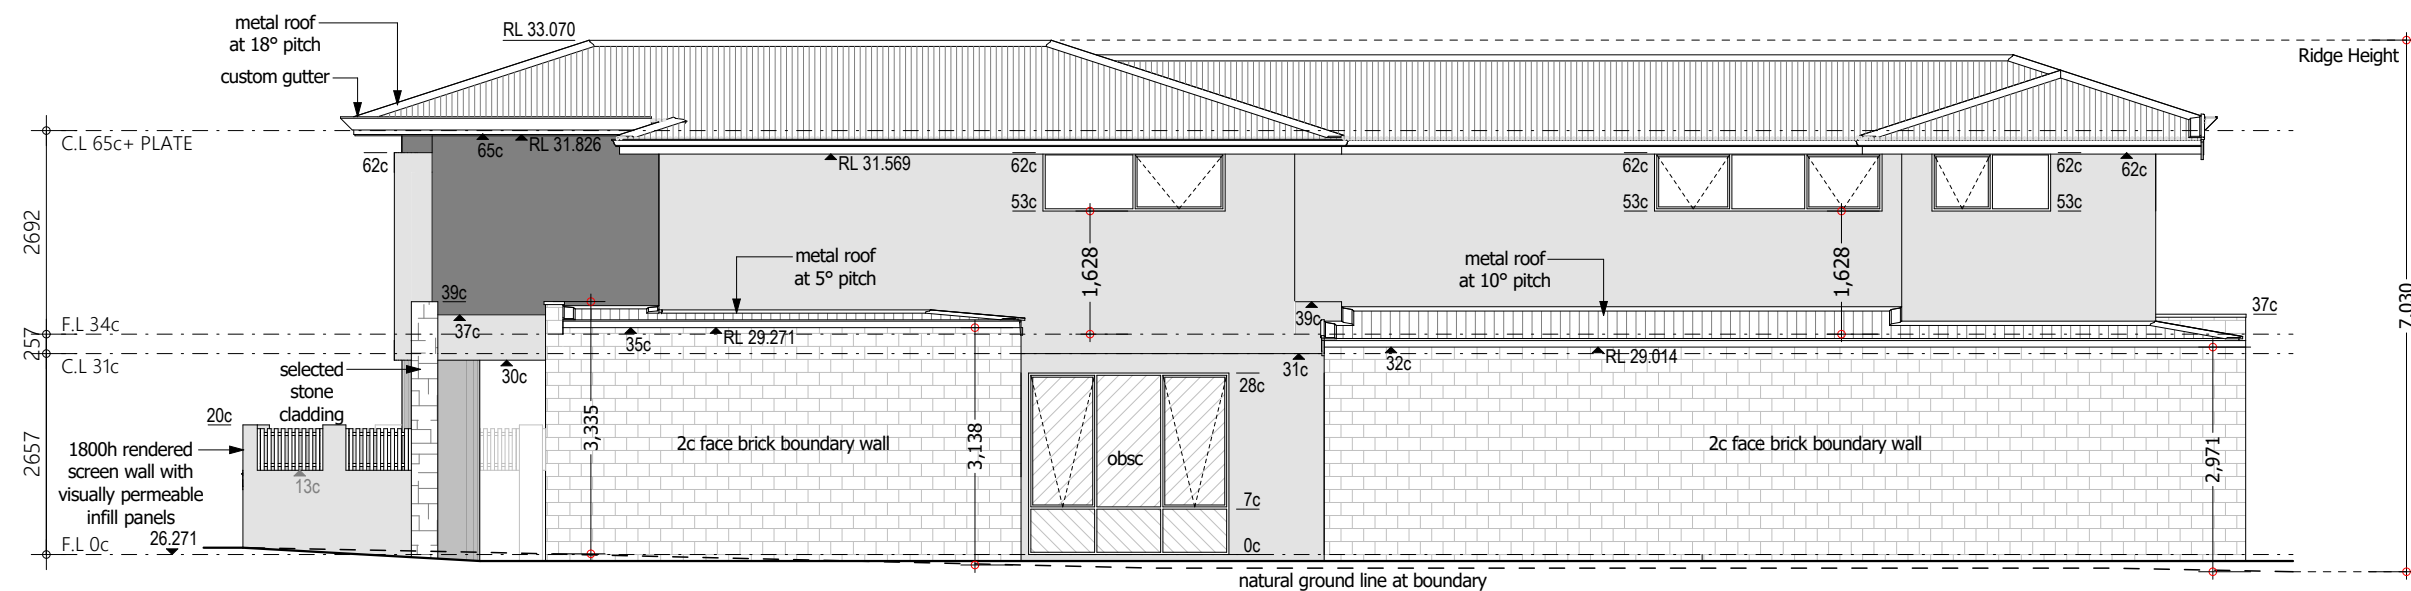 metal roof
at 18° pitch
custom gutter
RL 33.070
Ridge Height
C.L 65c+ PLATE
62c
65c
RL 31.826
RL 31.569
62c
53c
62c
53c
62c
53c
62c
2692
1,628
1,628
metal roof
at 5° pitch
metal roof
at 10° pitch
7,030
39c
37c
F.L 34c
257
C.L 31c
35c
RL 29.271
39c
37c
30c
31c
32c
RL 29.014
selected
stone
cladding
28c
20c
2657
1800h rendered
screen wall with
visually permeable
infill panels
13c
3,335
2c face brick boundary wall
3,138
obsc
2c face brick boundary wall
2,971
7c
F.L 0c
26.271
0c
natural ground line at boundary